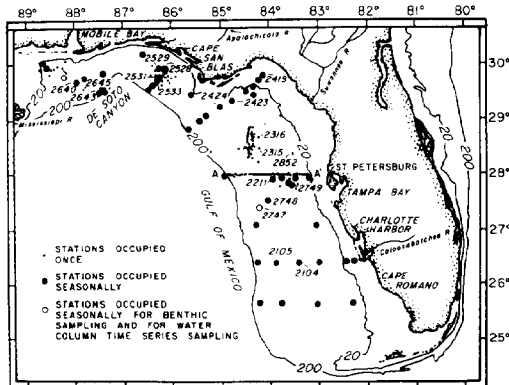 89° 88° 87° 86° 85° 84° 83° 82° 81° 80°
MOBILE BAY
Apalachicola R
CAPE
SAN
BLAS
Suwannee R
30°
29°
28°
27°
26°
25°
20
200
Mississippi R
DE SOTO
CANYON
2529
2528
2531
2533
2640
2645
2643
2419
2424
2423
2316
2315
2852
A
A'
2211
2749
2748
2747
ST PETERSBURG
TAMPA BAY
CHARLOTTE
HARBOR
Caloosahatchee R
CAPE
ROMANO
GULF OF MEXICO
2105
2104
20
200
20
200
200
STATIONS OCCUPIED
ONCE
STATIONS OCCUPIED
SEASONALLY
STATIONS OCCUPIED
SEASONALLY FOR BENTHIC
SAMPLING AND FOR WATER
COLUMN TIME SERIES SAMPLING